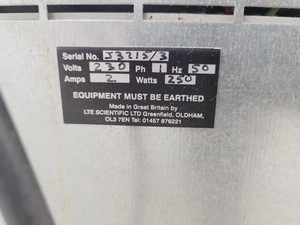 Serial No. J3215/3
Volts 230 Ph 1 Hz 50
Amps 2 Watts 250
EQUIPMENT MUST BE EARTHED
Made in Great Britain by
LTE SCIENTIFIC LTD Greenfield, OLDHAM,
OL3 7EN Tel: 01457 876221